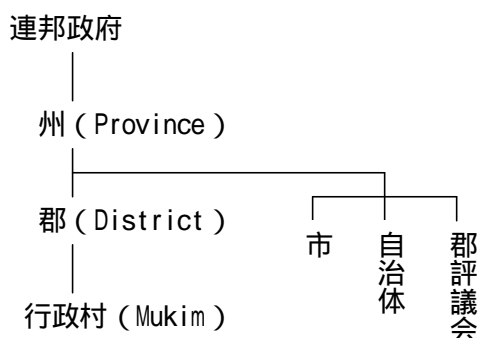 連邦政府
州(Province)
郡(District)
市
自治体
郡評議会
行政村(Mukim)